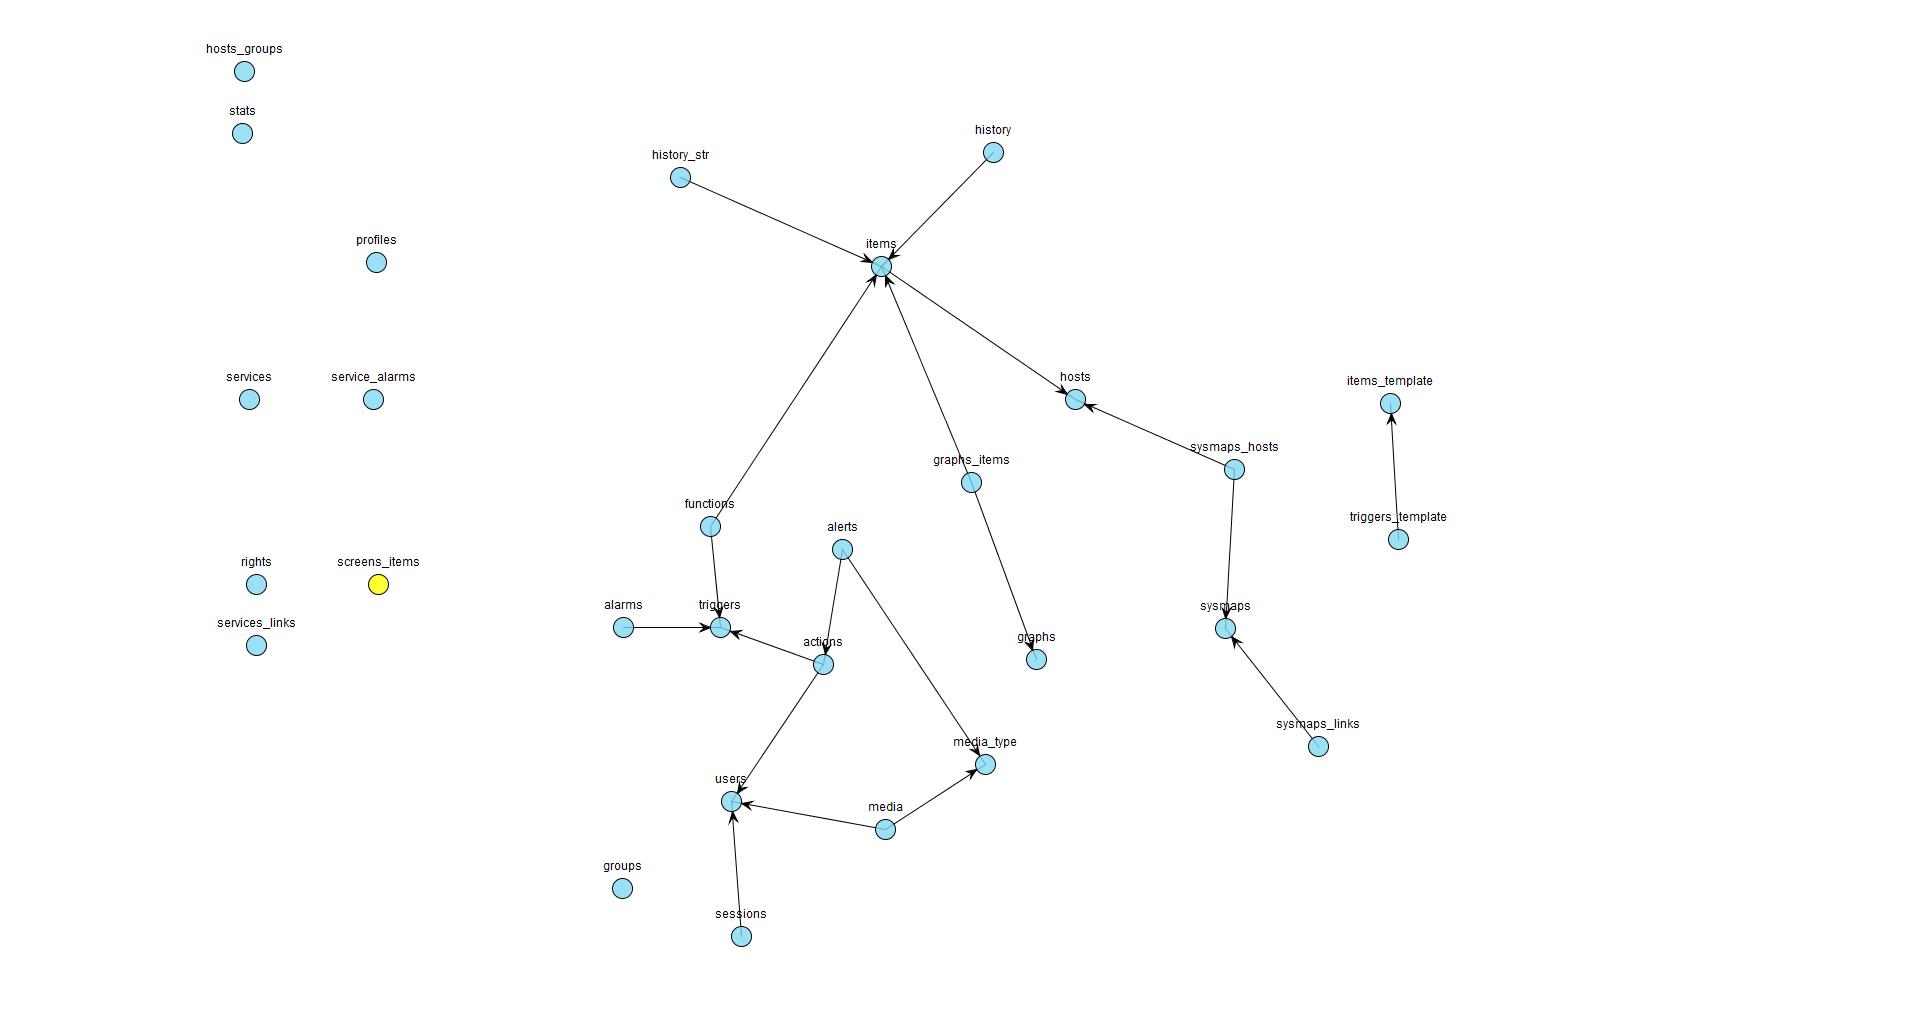 hosts_groups
stats
history
history_str
profiles
items
services
service_alarms
hosts
items_template
sysmaps_hosts
graphs_items
functions
triggers_template
alerts
rights
screens_items
alarms
triggers
sysmaps
services_links
graphs
actions
sysmaps_links
media_type
users
media
groups
sessions